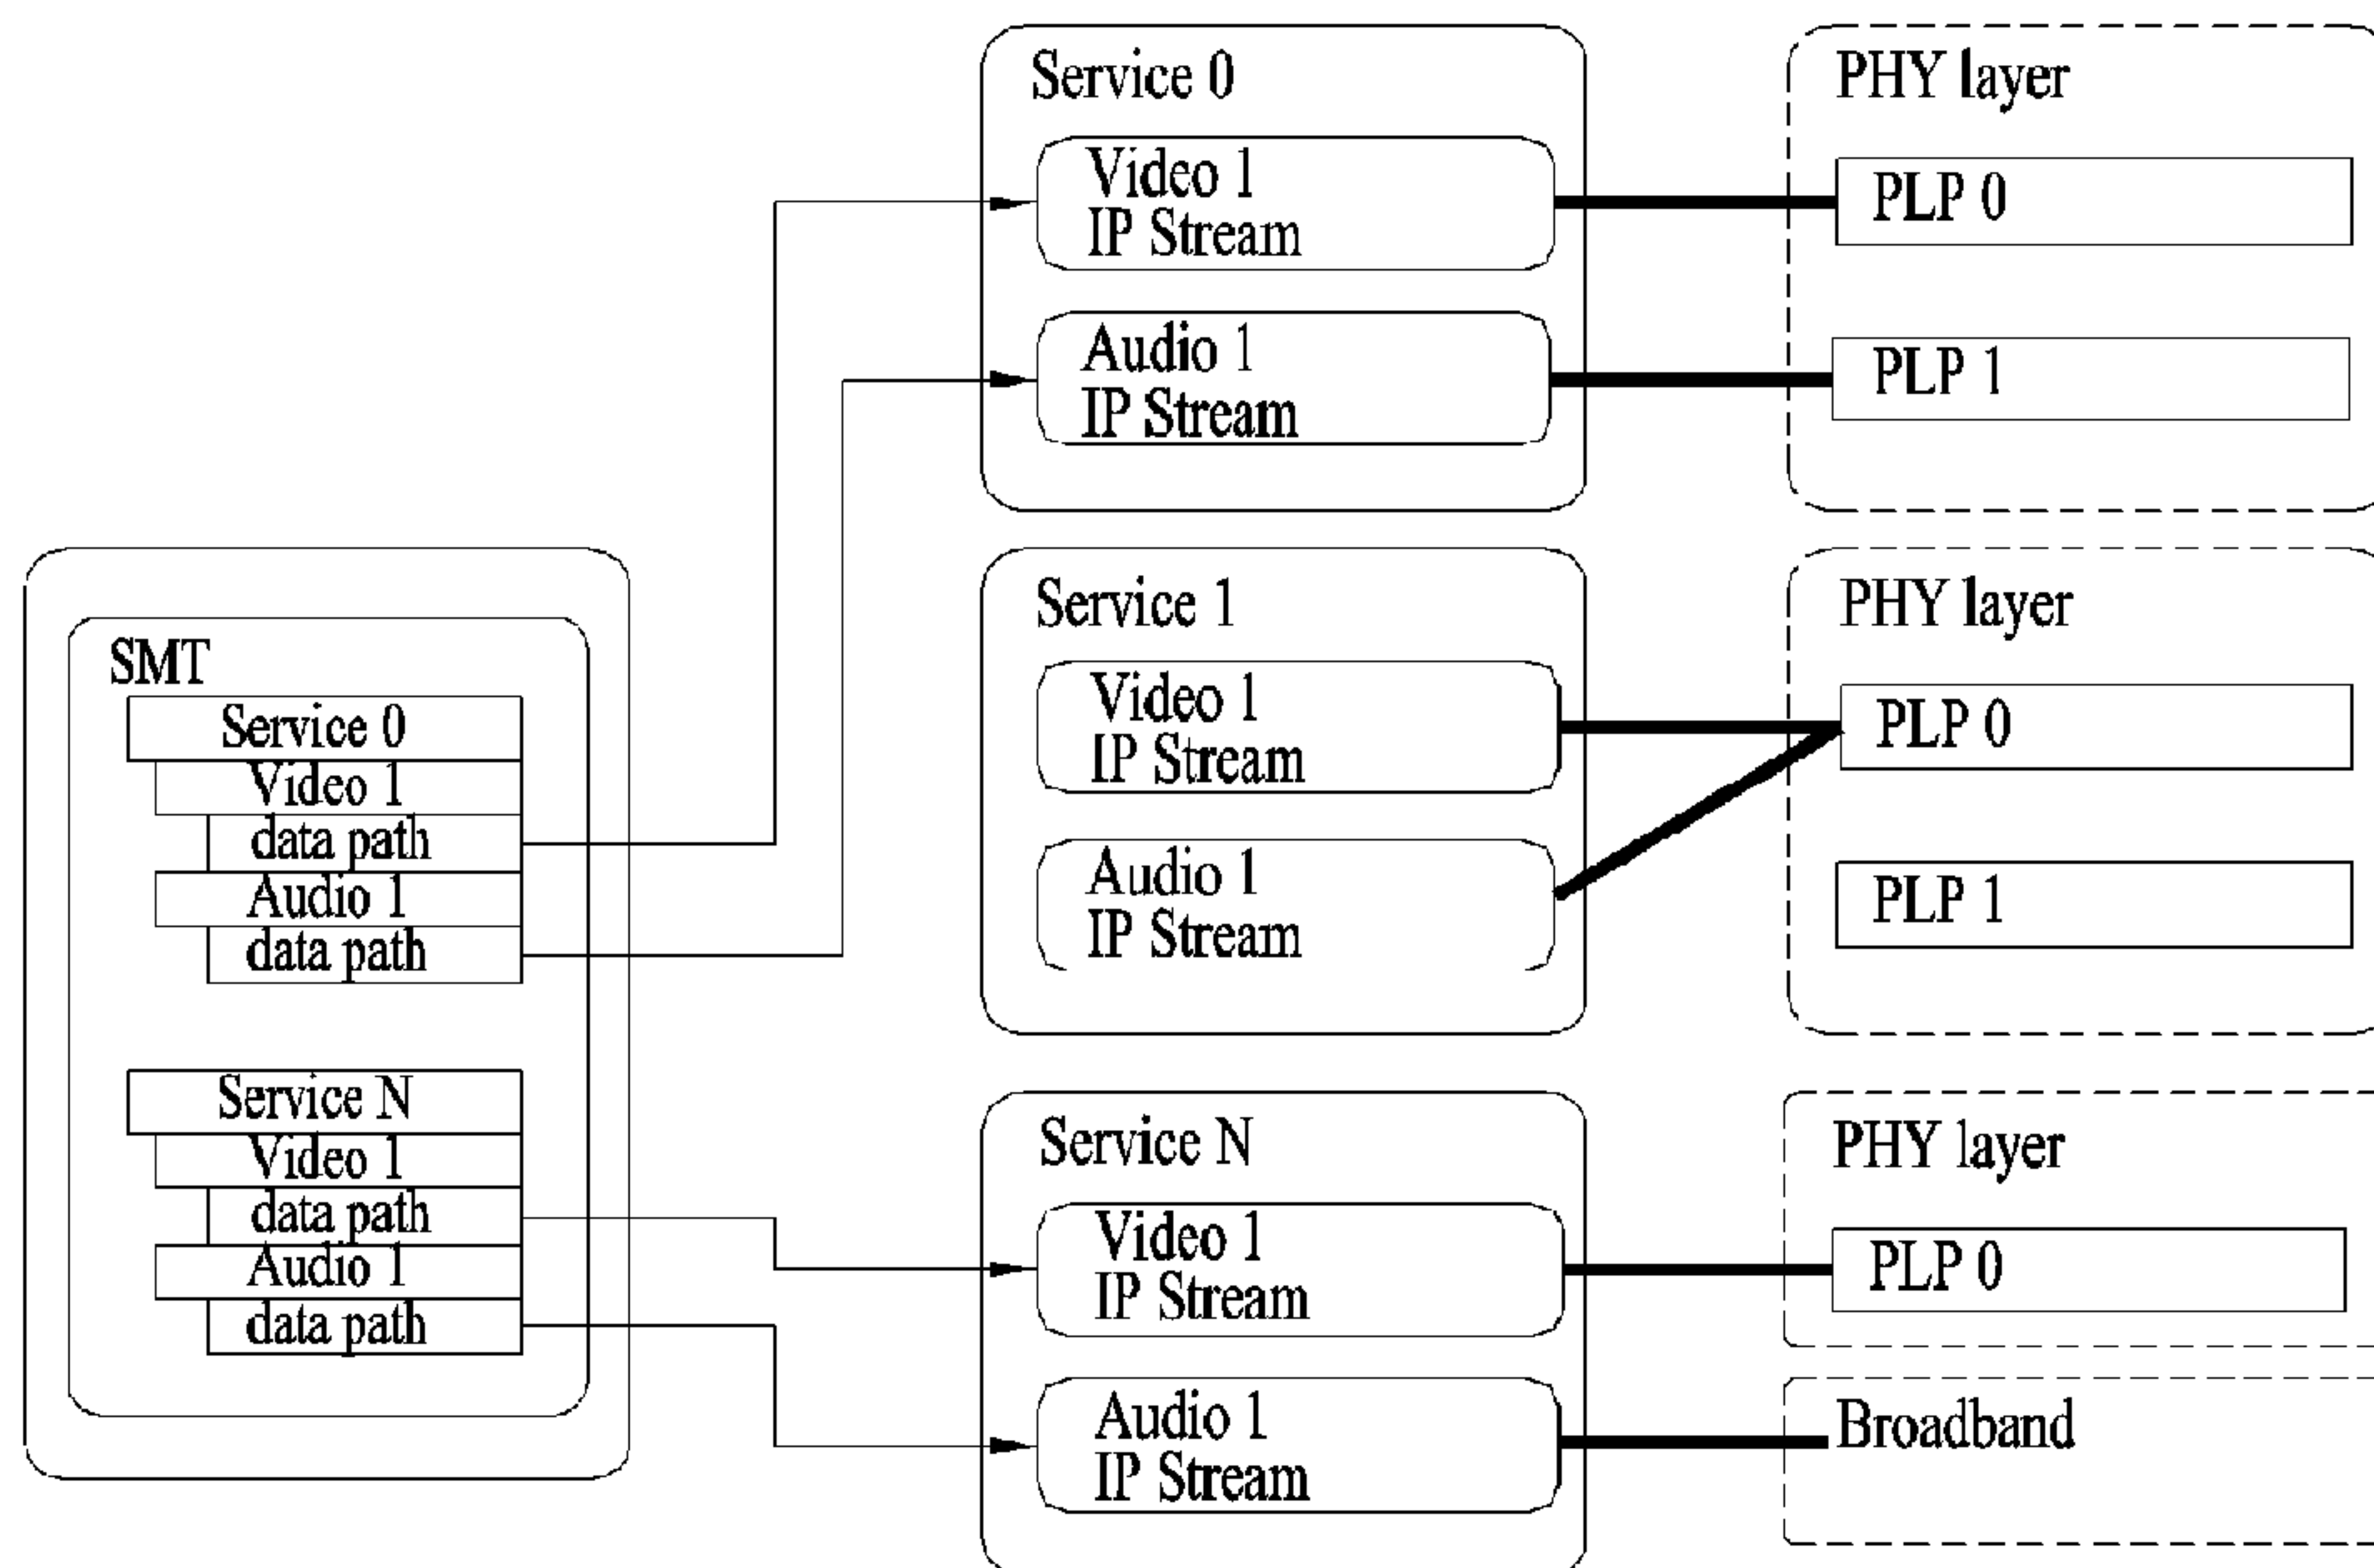 SMT
Service 0
Video 1
data path
Audio 1
data path
Service N
Video 1
data path
Audio 1
data path
Service 0
Video 1
IP Stream
Audio 1
IP Stream
PHY layer
PLP 0
PLP 1
Service 1
Video 1
IP Stream
Audio 1
IP Stream
PHY layer
PLP 0
PLP 1
Service N
Video 1
IP Stream
Audio 1
IP Stream
PHY layer
PLP 0
Broadband